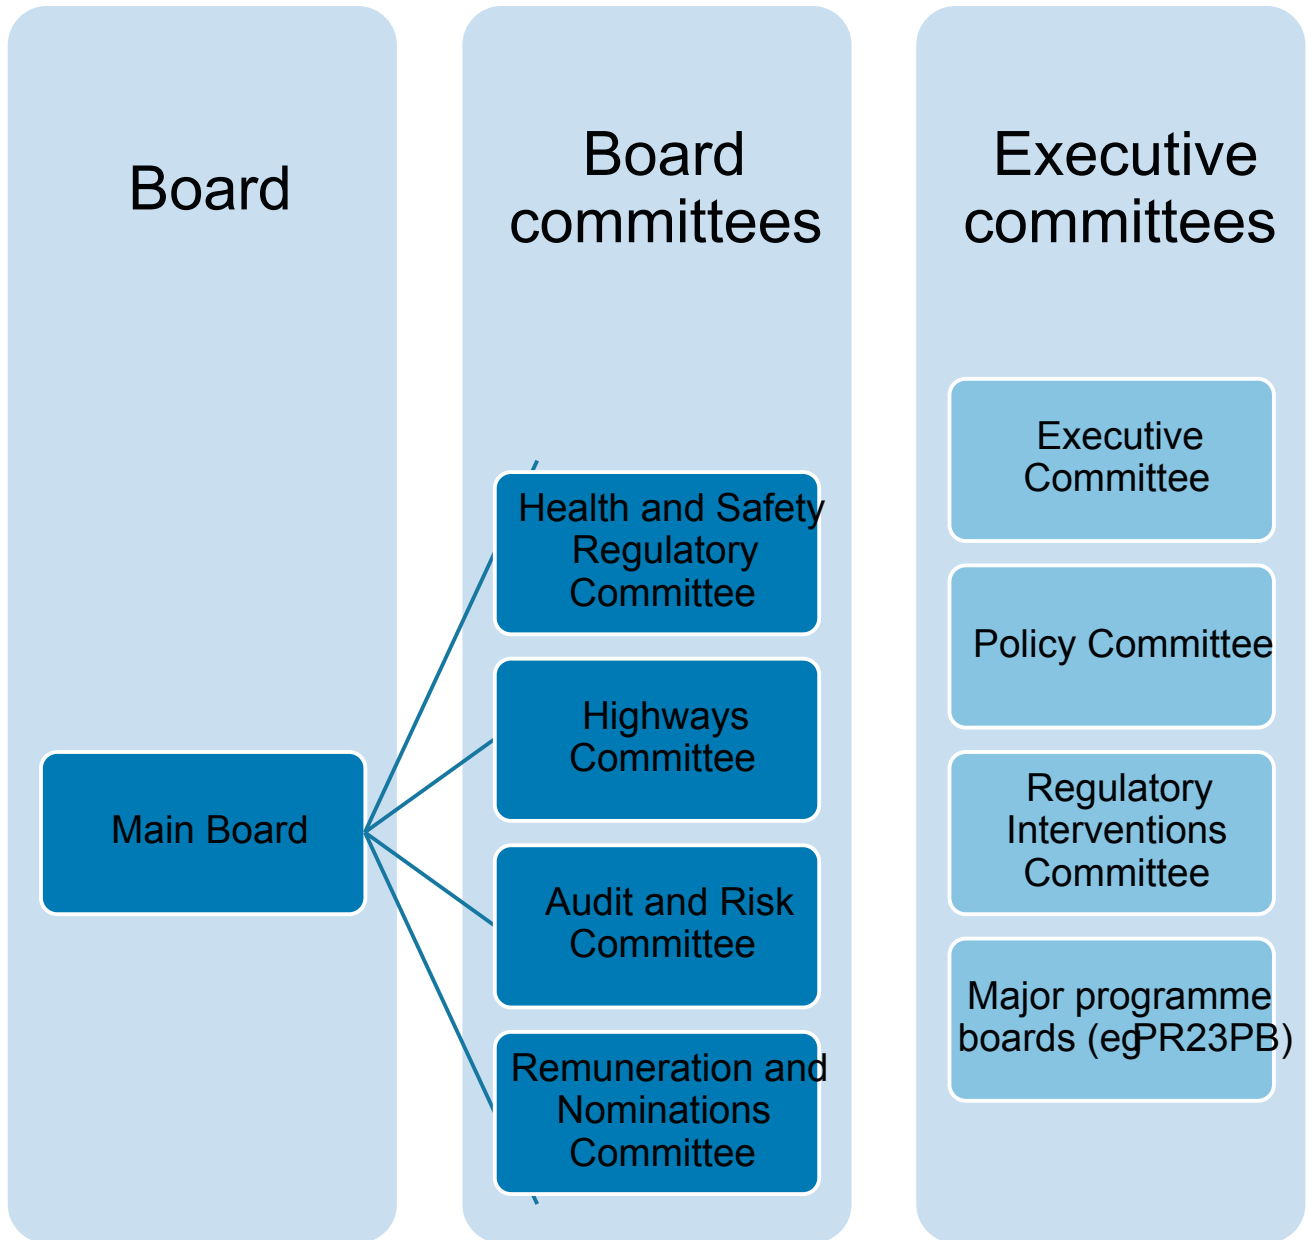 Board
Main Board
Board
committees
Health and Safety
Regulatory
Committee
Highways
Committee
Audit and Risk
Committee
Remuneration and
Nominations
Committee
Executive
committees
Executive
Committee
Policy Committee
Regulatory
Interventions
Committee
Major programme
boards (eg PR23PB)